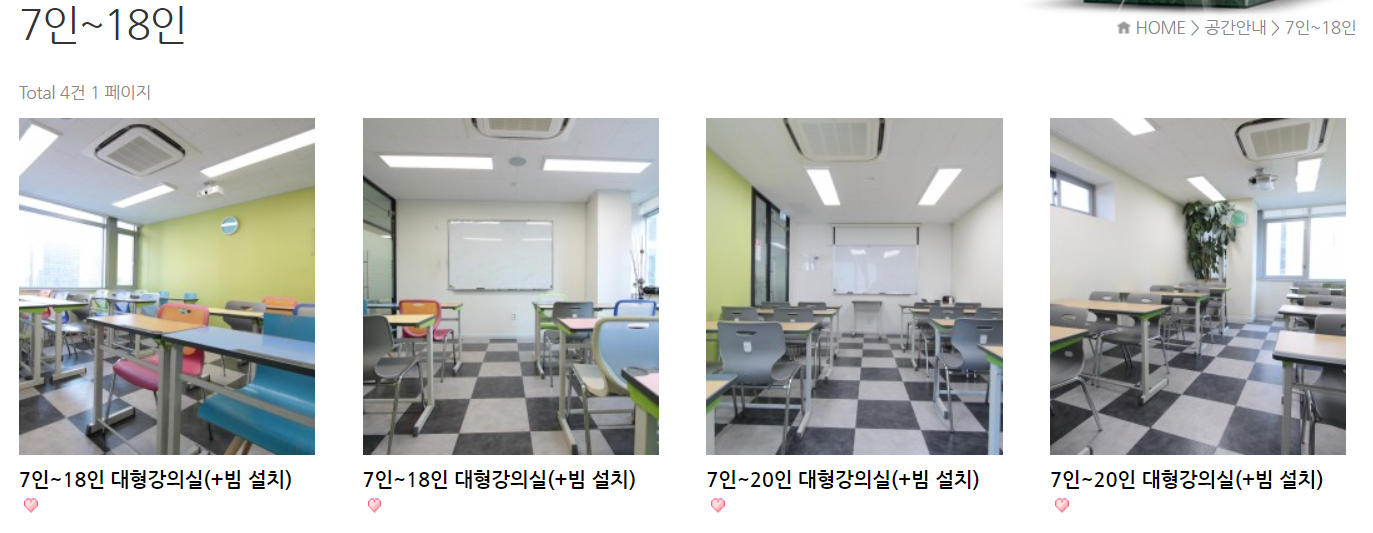 7인~18인
HOME > 공간안내 > 7인~18인
Total 4건 1 페이지
7인~18인 대형강의실(+빔 설치)
7인~18인 대형강의실(+빔 설치)
7인~20인 대형강의실(+빔 설치)
7인~20인 대형강의실(+빔 설치)